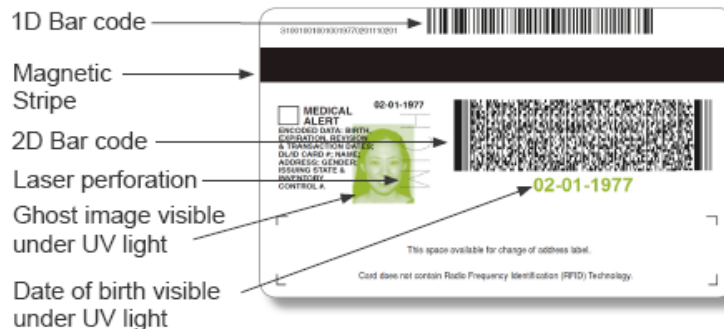 1D Bar code
3100100100100197702011102​01
Magnetic
Stripe
MEDICAL
ALERT
02-01-1977
ENCODED DATA: BIRTH,
EXPIRATION, REVISION
& TRANSACTION DATES;
DL/ID CARD #; NAME;
ADDRESS; GENDER;
ISSUING STATE &
INVENTORY
CONTROL #.
2D Bar code
02-01-1977
Laser perforation
Ghost image visible
under UV light
This space available for change of address label.
Card does not contain Radio Frequency Identification (RFID) Technology.
Date of birth visible
under UV light